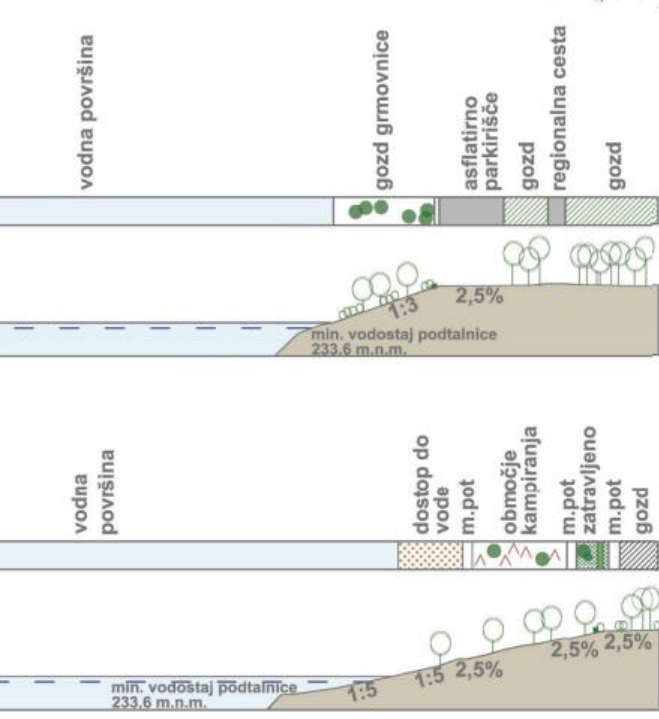 vodna površina
gozd grmovnice
asflatirno
parkirišče
gozd
regionalna cesta
gozd
1:3
2,5%
min. vodostaj podtalnice
233.6 m.n.m.
vodna
površina
dostop do
vode
m.pot
območje
kampiranja
m.pot
zatravljeno
m.pot
gozd
1:5
1:5
2,5%
2,5%
2,5%
min. vodostaj podtalnice
233,6 m.n.m.